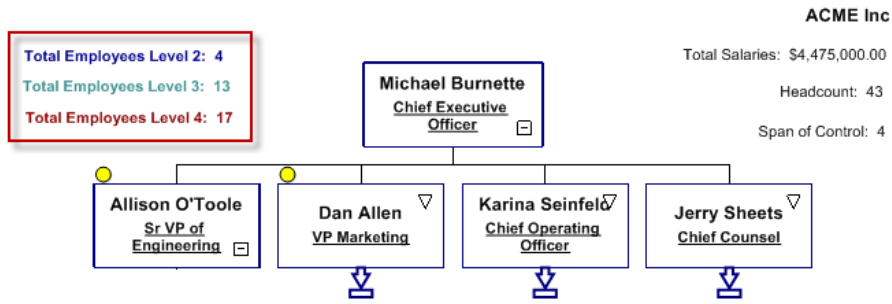 ACME Inc
Total Employees Level 2: 4
Total Employees Level 3: 13
Total Employees Level 4: 17
Total Salaries: $4,475,000.00
Headcount: 43
Span of Control: 4
Michael Burnette
Chief Executive
Officer
Allison O'Toole
Sr VP of
Engineering
Dan Allen
VP Marketing
Karina Seinfeld
Chief Operating
Officer
Jerry Sheets
Chief Counsel